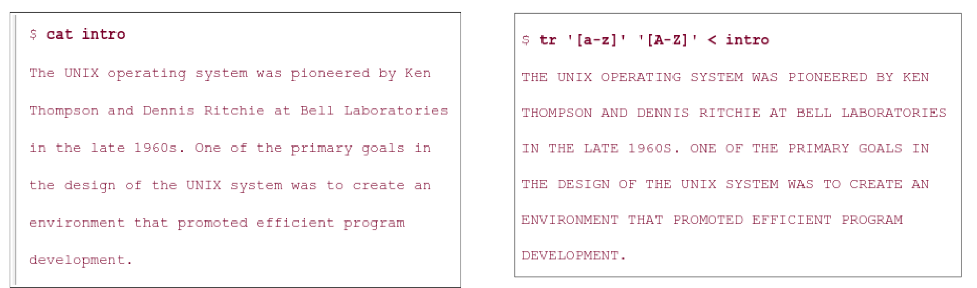 $ cat intro
The UNIX operating system was pioneered by Ken
Thompson and Dennis Ritchie at Bell Laboratories
in the late 1960s. One of the primary goals in
the design of the UNIX system was to create an
environment that promoted efficient program
development.
$ tr '[a-z]' '[A-Z]' < intro
THE UNIX OPERATING SYSTEM WAS PIONEERED BY KEN
THOMPSON AND DENNIS RITCHIE AT BELL LABORATORIES
IN THE LATE 1960S. ONE OF THE PRIMARY GOALS IN
THE DESIGN OF THE UNIX SYSTEM WAS TO CREATE AN
ENVIRONMENT THAT PROMOTED EFFICIENT PROGRAM
DEVELOPMENT.